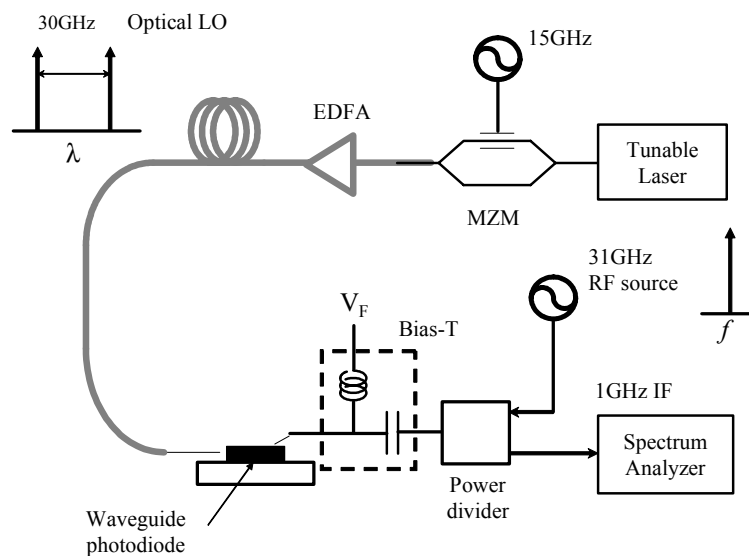 30GHz
Optical LO
λ
EDFA
15GHz
MZM
Tunable
Laser
31GHz
RF source
f
V_F
Bias-T
1GHz IF
Power
divider
Spectrum
Analyzer
Waveguide
photodiode